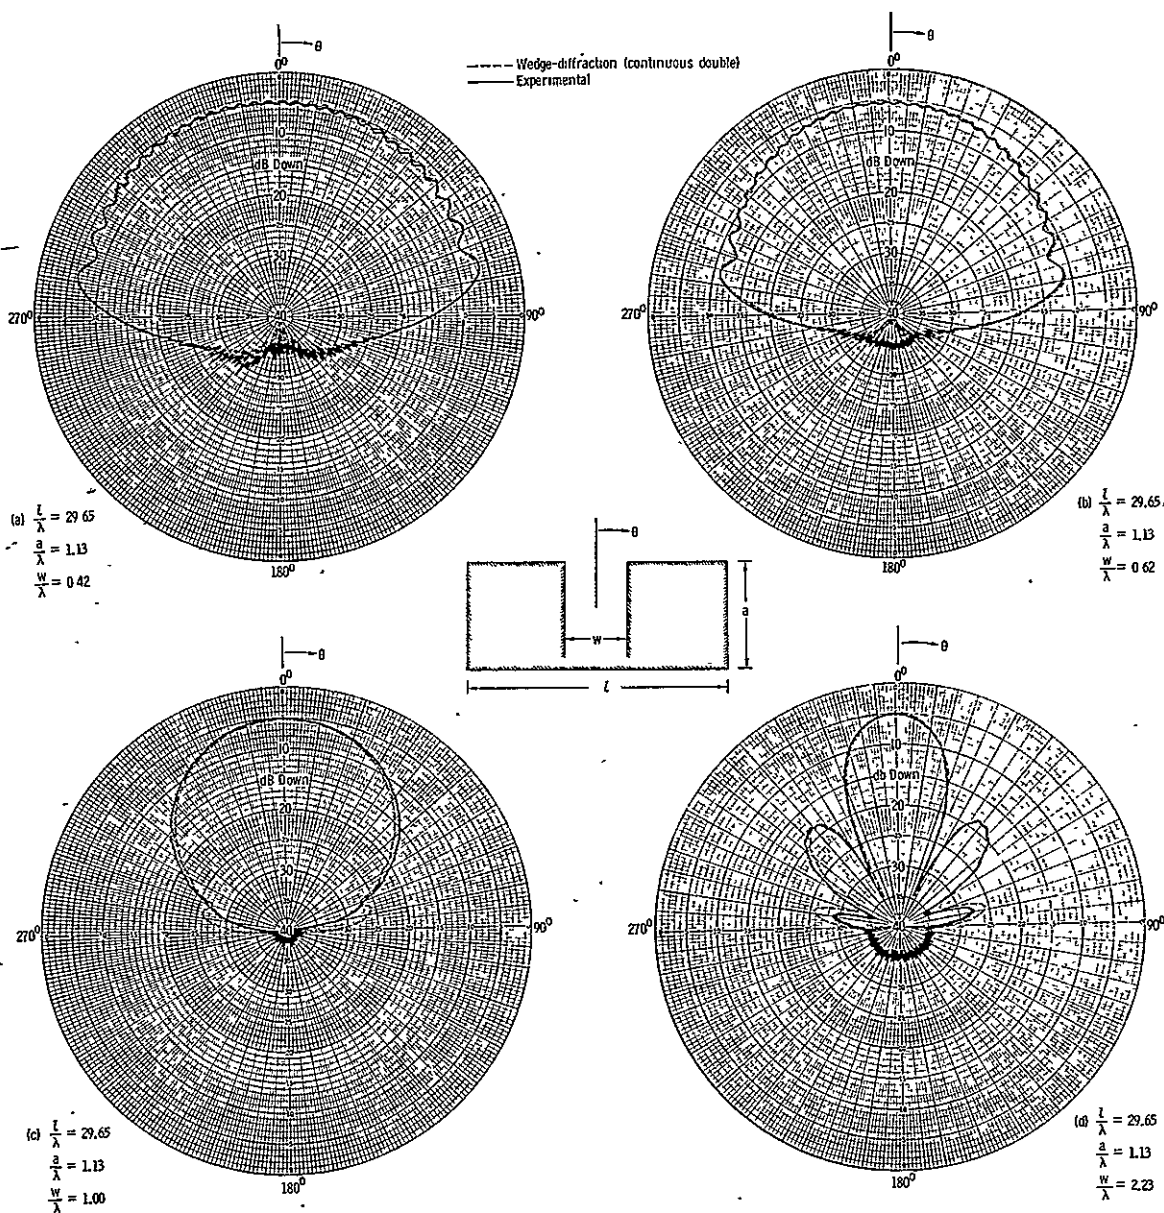 θ
0°
θ
0°
---- Wedge-diffraction (continuous double)
—— Experimental
10
dB Down
20
30
40
270°
90°
180°
10
dB Down
20
30
40
270°
90°
180°
(a) l/λ = 29 65
a/λ = 1.13
w/λ = 0 42
(b) l/λ = 29.65
a/λ = 1.13
w/λ = 0 62
θ
w
a
l
θ
0°
10
dB Down
20
30
40
270°
90°
180°
θ
0°
10
db Down
20
30
40
270°
90°
180°
(c) l/λ = 29.65
a/λ = 1.13
w/λ = 1.00
(d) l/λ = 29.65
a/λ = 1.13
w/λ = 2.23